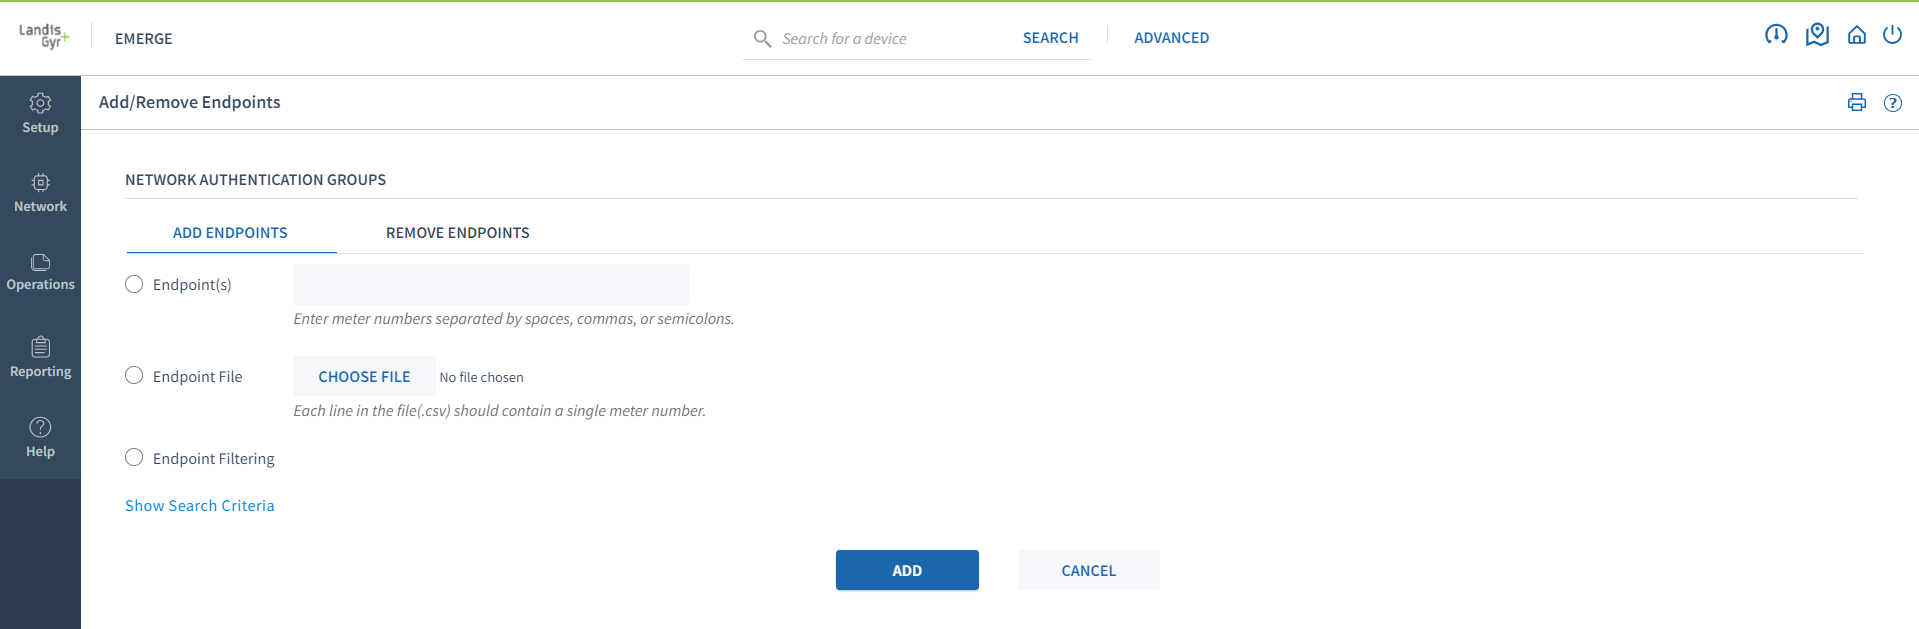 Landis+
Gyr
EMERGE
Search for a device
SEARCH
ADVANCED
Add/Remove Endpoints
Setup
Network
Operations
Reporting
Help
NETWORK AUTHENTICATION GROUPS
ADD ENDPOINTS
REMOVE ENDPOINTS
Endpoint(s)
Enter meter numbers separated by spaces, commas, or semicolons.
Endpoint File
CHOOSE FILE
No file chosen
Each line in the file(.csv) should contain a single meter number.
Endpoint Filtering
Show Search Criteria
ADD
CANCEL